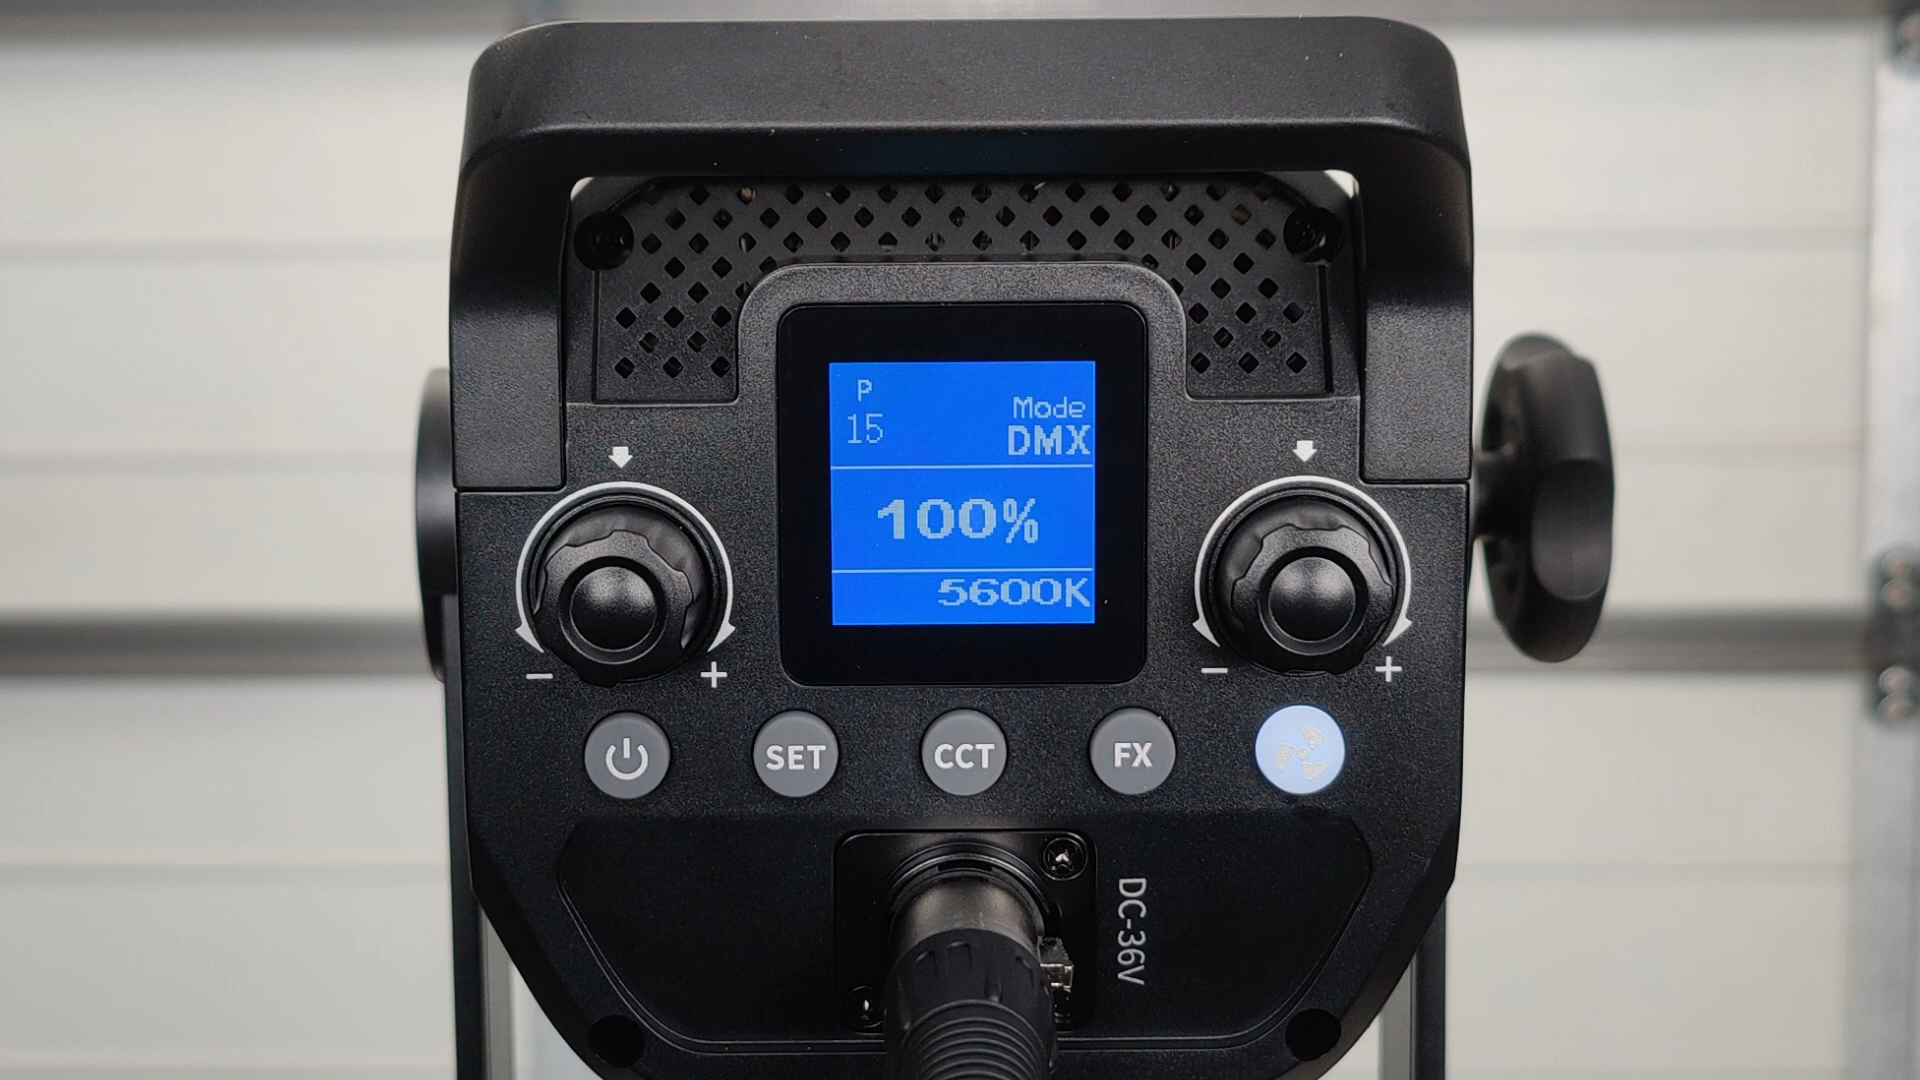 P
15
Mode
DMX
100%
5600K
- +
- +
SET CCT FX
DC-36V